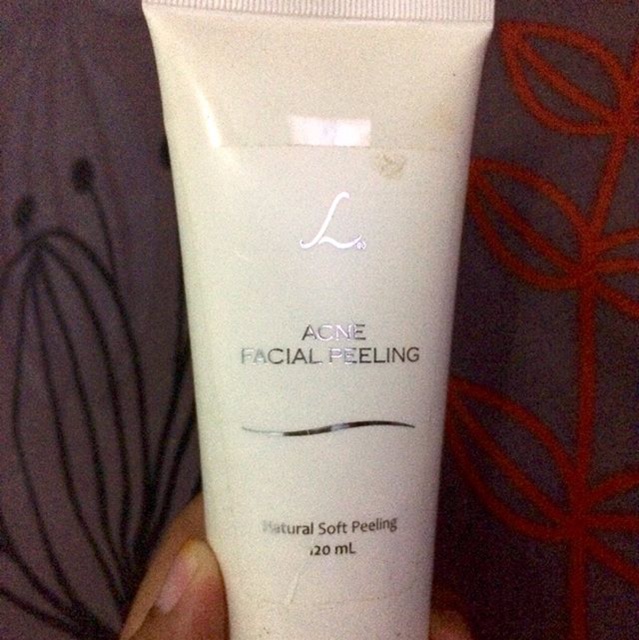 L
ACNE
FACIAL PEELING
Natural Soft Peeling
120 mL